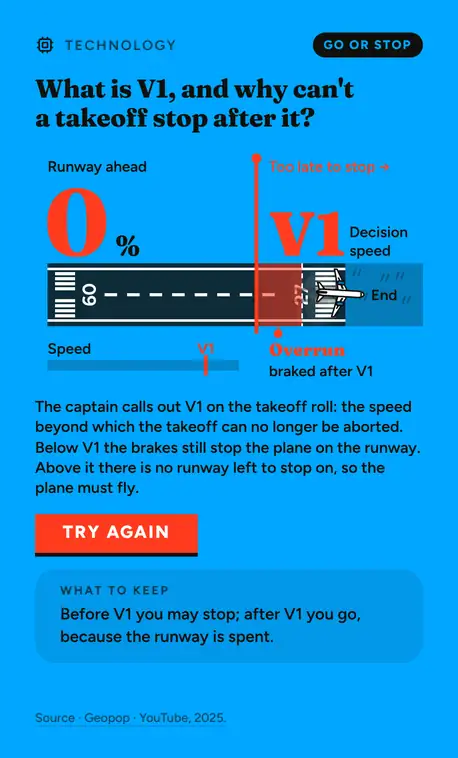 TECHNOLOGY
GO OR STOP
What is V1, and why can't
a takeoff stop after it?
Runway ahead
Too late to stop →
0 %
V1
Decision
speed
09
27
End
Speed
V1
Overrun
braked after V1
The captain calls out V1 on the takeoff roll: the speed
beyond which the takeoff can no longer be aborted.
Below V1 the brakes still stop the plane on the runway.
Above it there is no runway left to stop on, so the
plane must fly.
TRY AGAIN
WHAT TO KEEP
Before V1 you may stop; after V1 you go,
because the runway is spent.
Source · Geopop · YouTube, 2025.